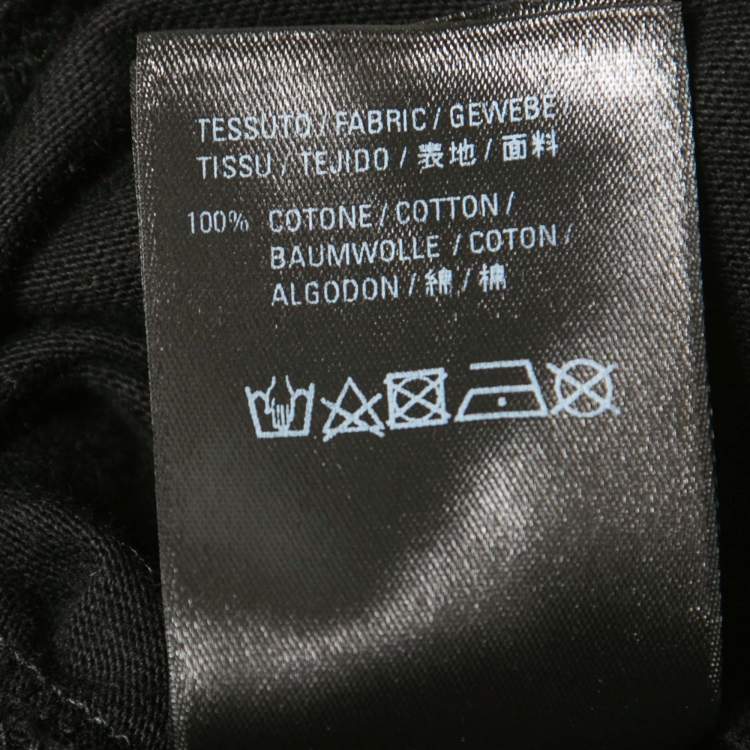 TESSUTO / FABRIC / GEWEBE /
TISSU / TEJIDO / 表地 / 面料
100% COTONE / COTTON /
BAUMWOLLE / COTON /
ALGODON / 綿 / 棉